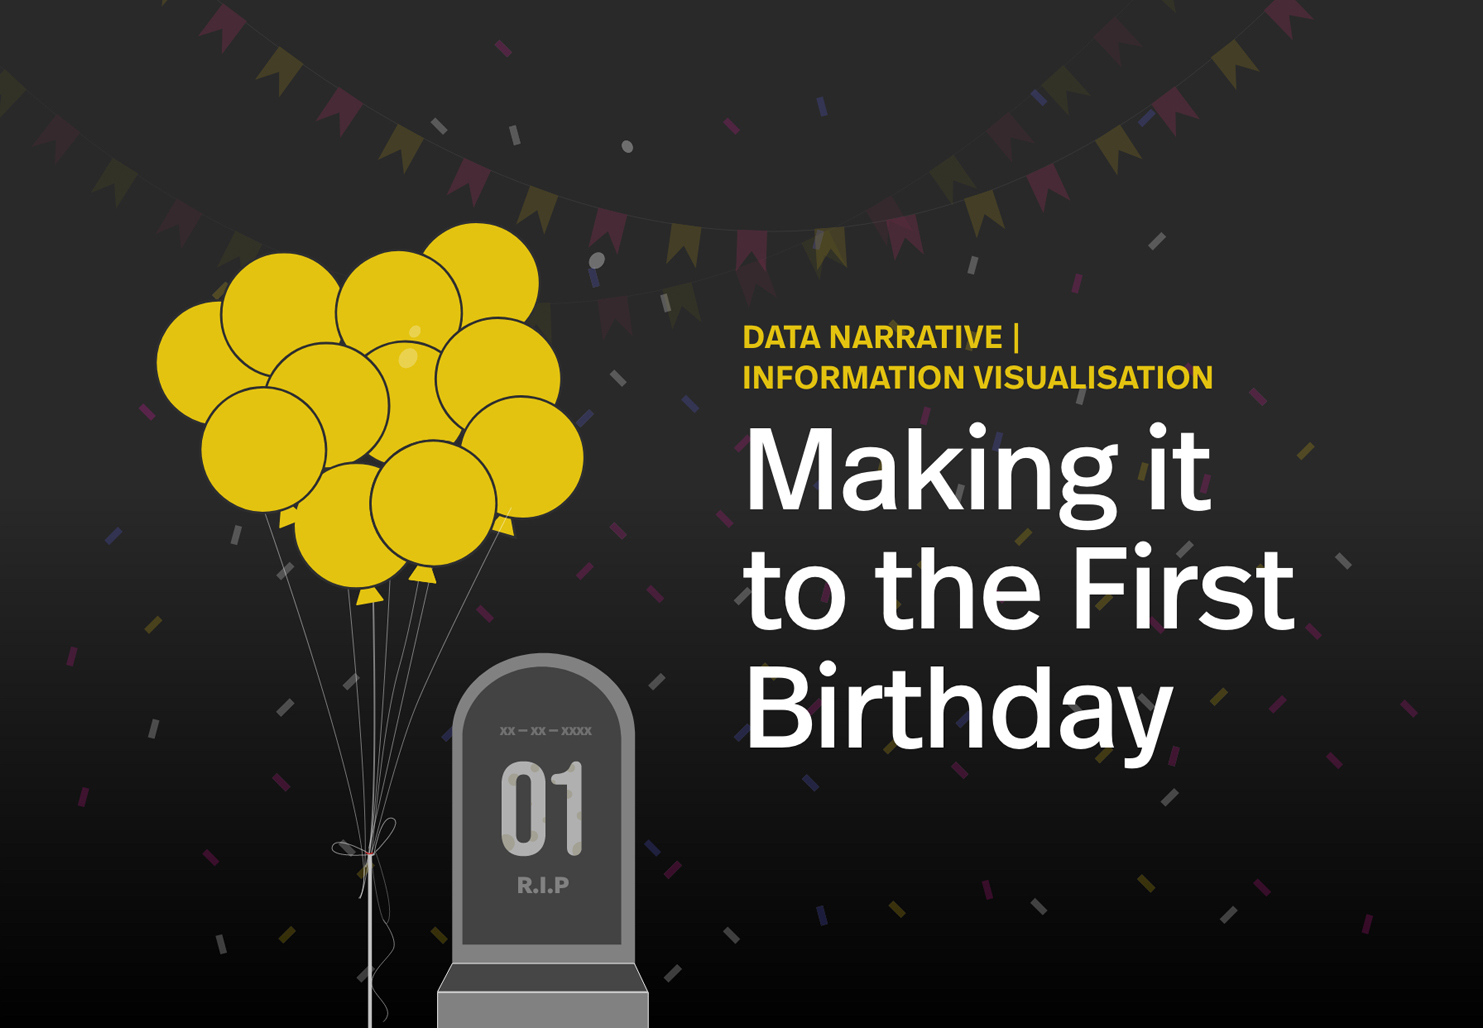 DATA NARRATIVE |
INFORMATION VISUALISATION
Making it
to the First
Birthday
xx – xx – xxxx
01
R.I.P